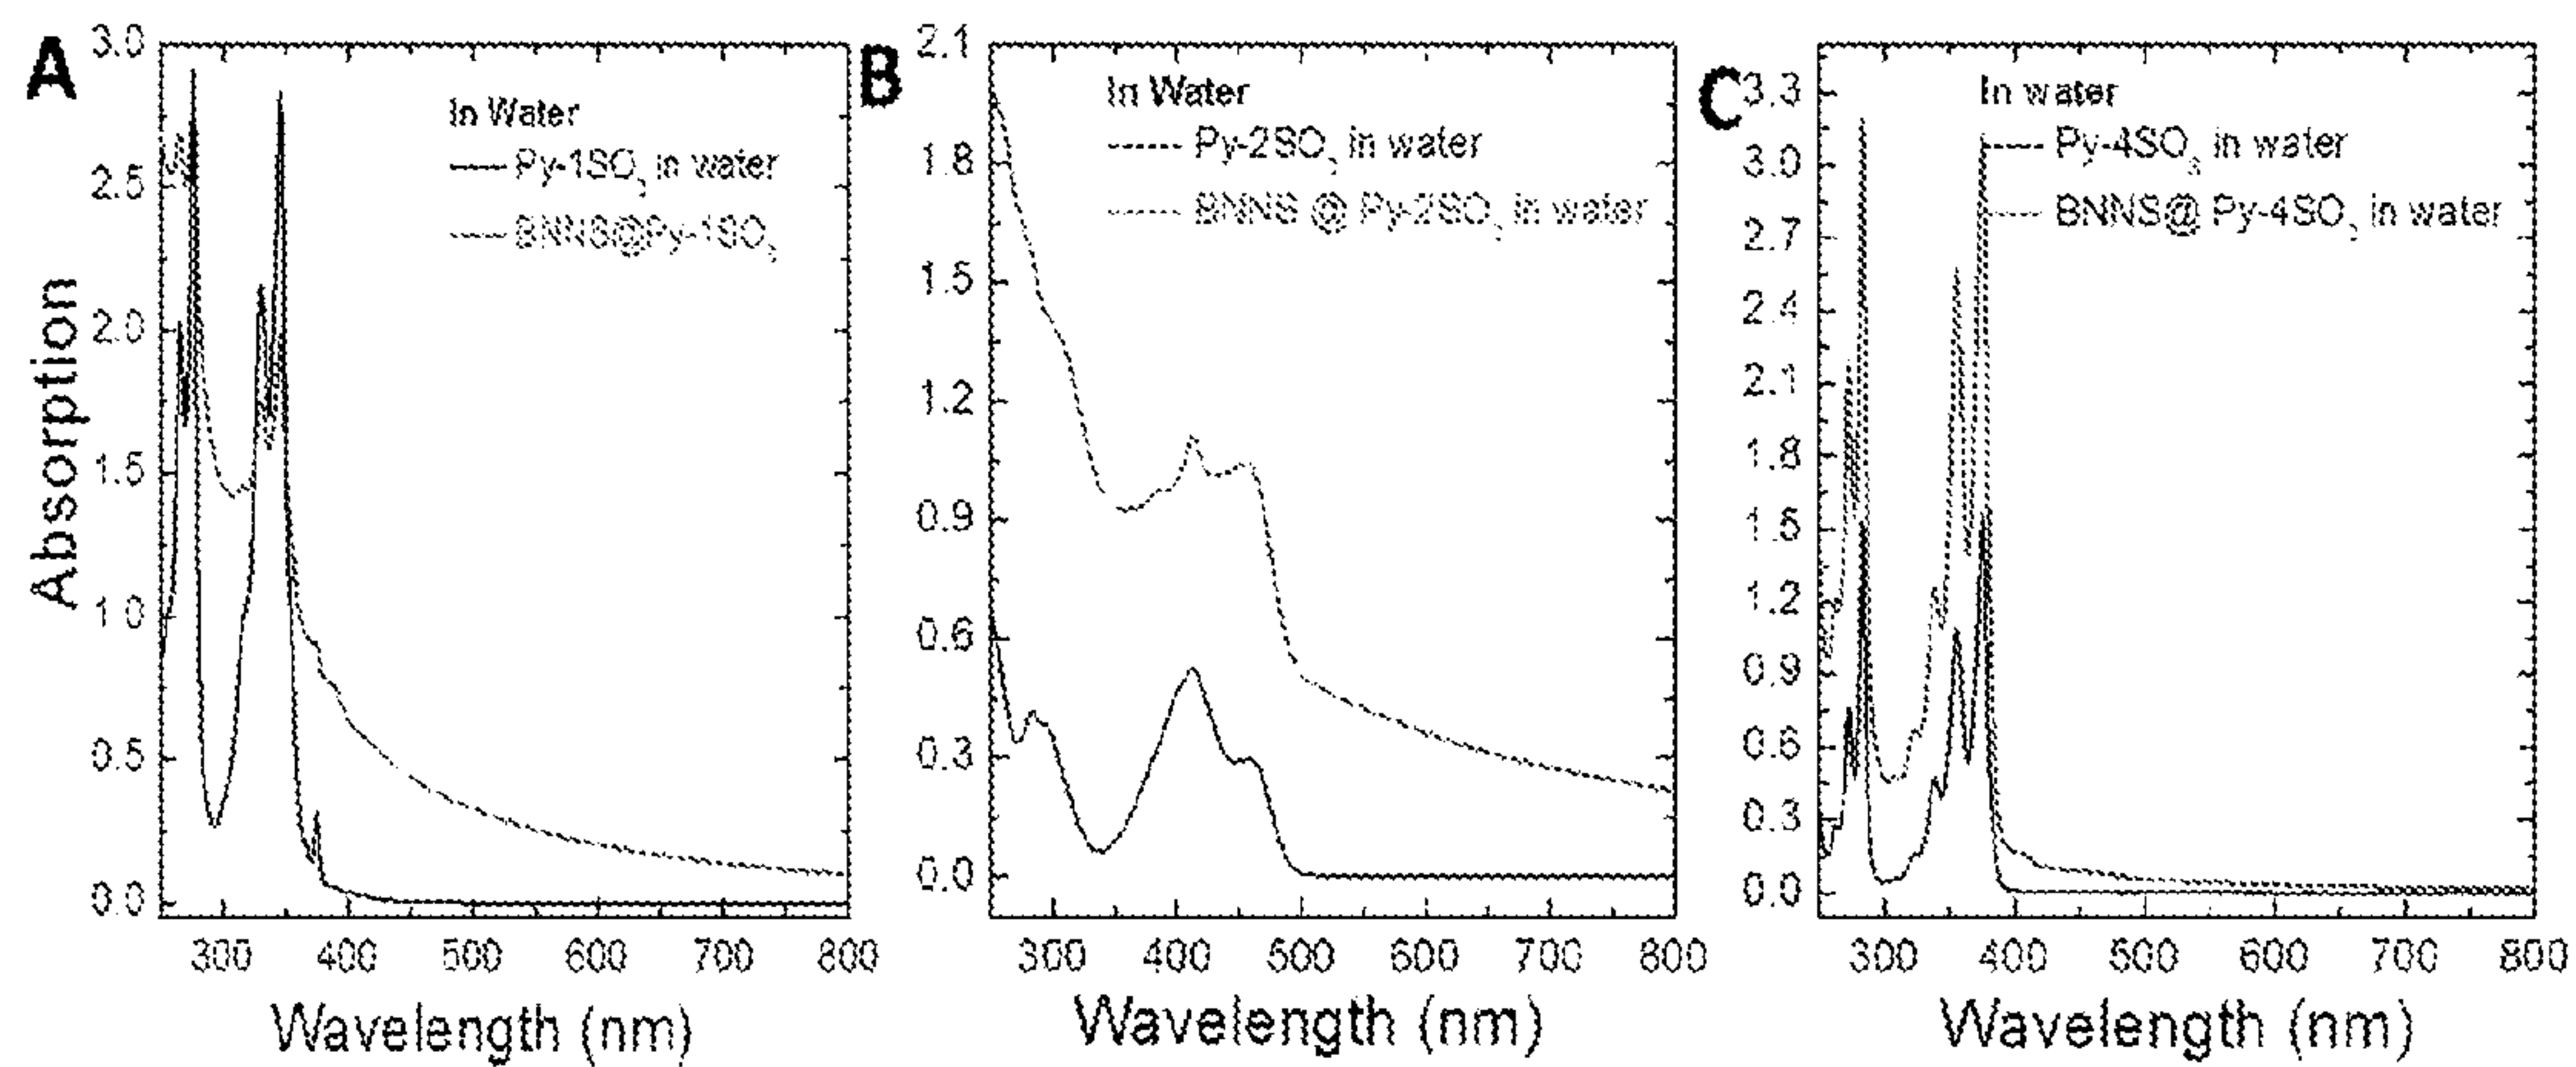 A
Absorption
3.0
2.5
2.0
1.5
1.0
0.5
0.0
In Water
Py-1SO3 in water
BNNS@Py-1SO3
300 400 500 600 700 800
Wavelength (nm)
B
2.1
1.8
1.5
1.2
0.9
0.6
0.3
0.0
In Water
Py-2SO3 in water
BNNS @ Py-2SO3 in water
300 400 500 600 700 800
Wavelength (nm)
C
3.3
3.0
2.7
2.4
2.1
1.8
1.5
1.2
0.9
0.6
0.3
0.0
In water
Py-4SO3 in water
BNNS@ Py-4SO3 in water
300 400 500 600 700 800
Wavelength (nm)